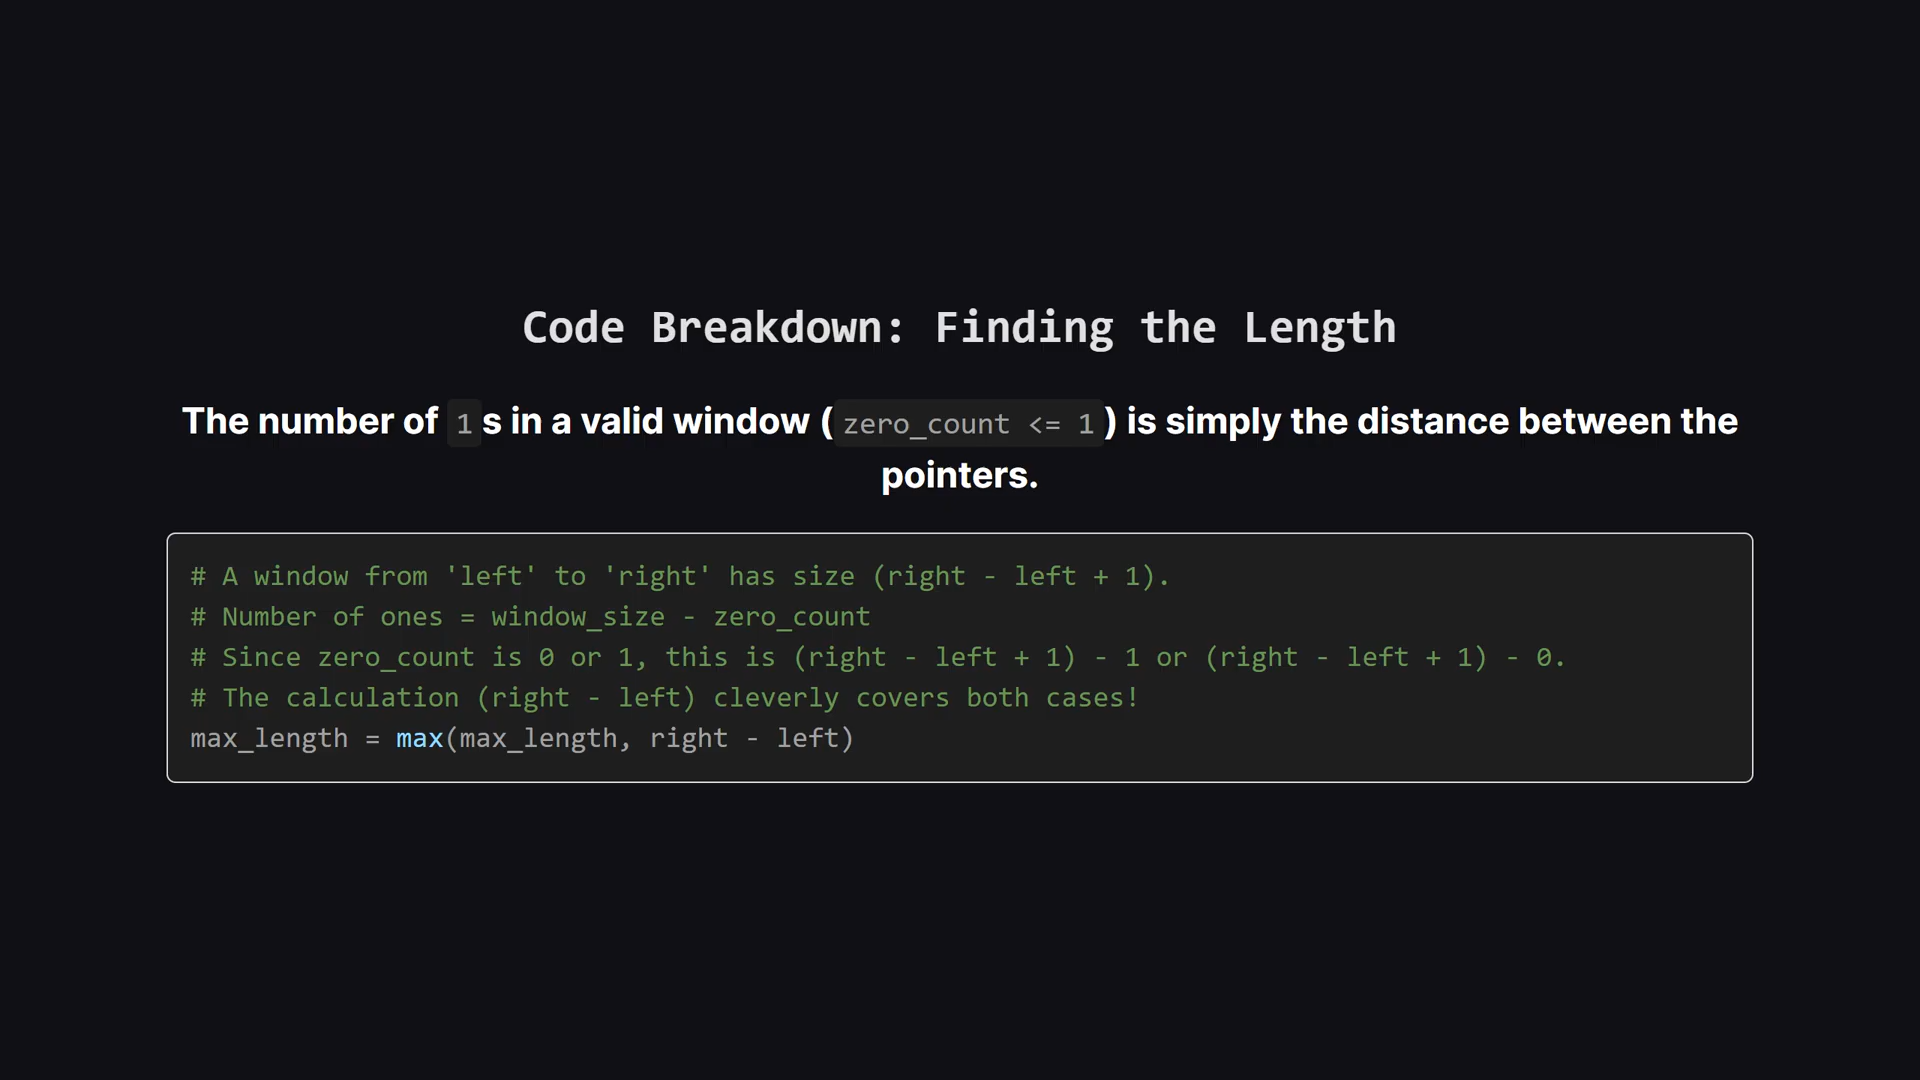 Code Breakdown: Finding the Length
The number of 1s in a valid window (zero_count <= 1) is simply the distance between the
pointers.
# A window from 'left' to 'right' has size (right - left + 1).
# Number of ones = window_size - zero_count
# Since zero_count is 0 or 1, this is (right - left + 1) - 1 or (right - left + 1) - 0.
# The calculation (right - left) cleverly covers both cases!
max_length = max(max_length, right - left)